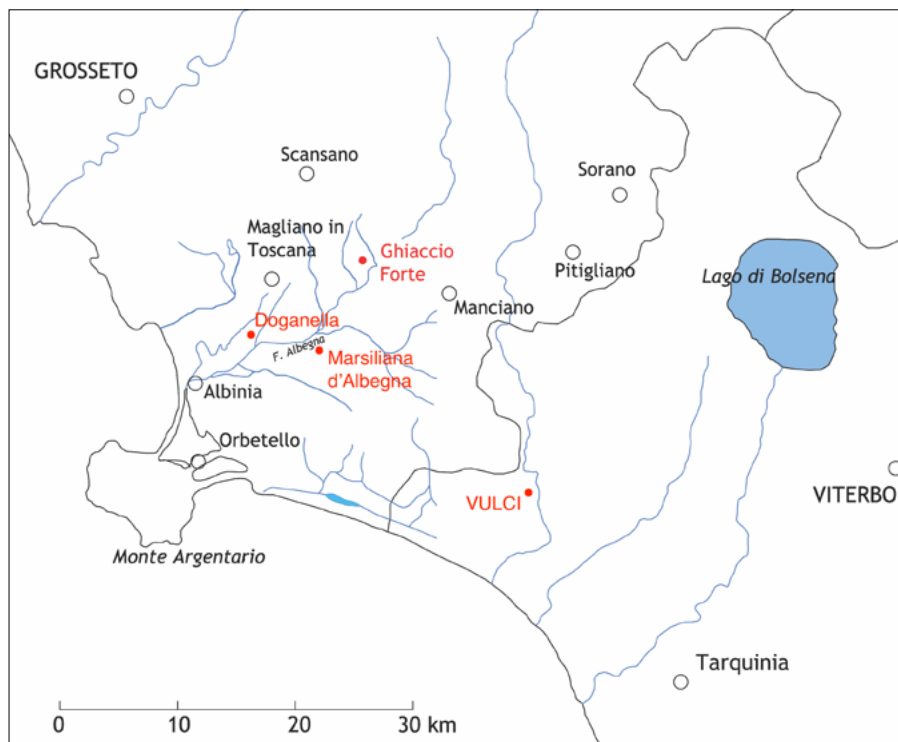 GROSSETO
Scansano
Sorano
Magliano in
Toscana
Ghiaccio
Forte
Pitigliano
Lago di Bolsena
Manciano
Doganella
F. Albegna
Marsiliana
d'Albegna
Albinia
Orbetello
VITERBO
VULCI
Monte Argentario
Tarquinia
0 10 20 30 km